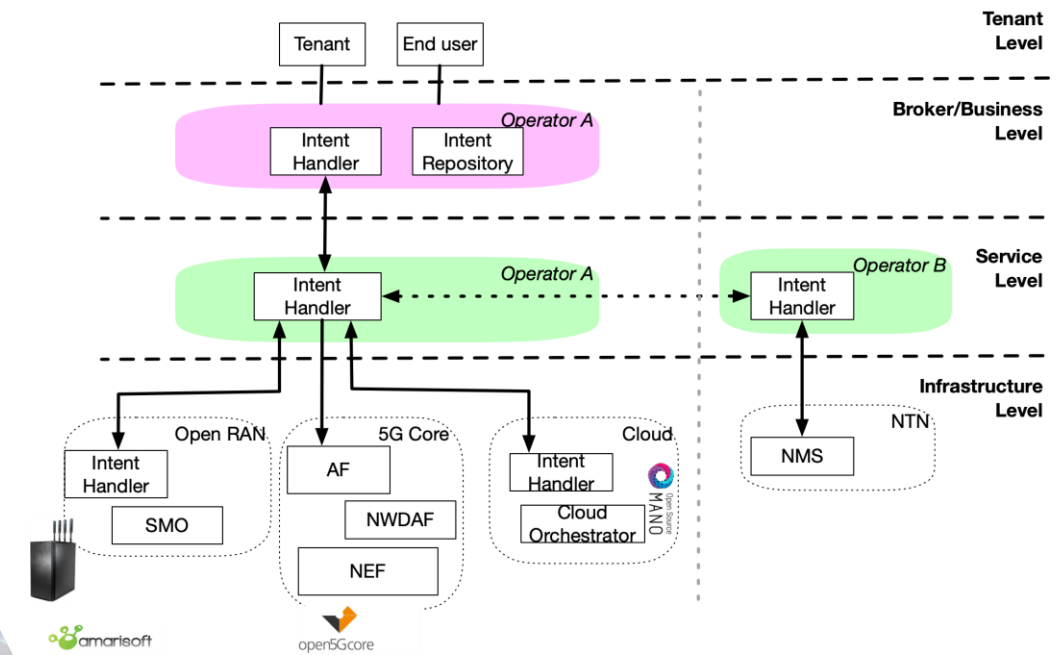 Tenant
Level
Tenant
End user
Broker/Business
Level
Operator A
Intent
Handler
Intent
Repository
Service
Level
Operator A
Intent
Handler
Operator B
Intent
Handler
Infrastructure
Level
Open RAN
Intent
Handler
SMO
5G Core
AF
NWDAF
NEF
Cloud
Intent
Handler
Cloud
Orchestrator
Open Source
MANO
NTN
NMS
amarisoft
open5Gcore